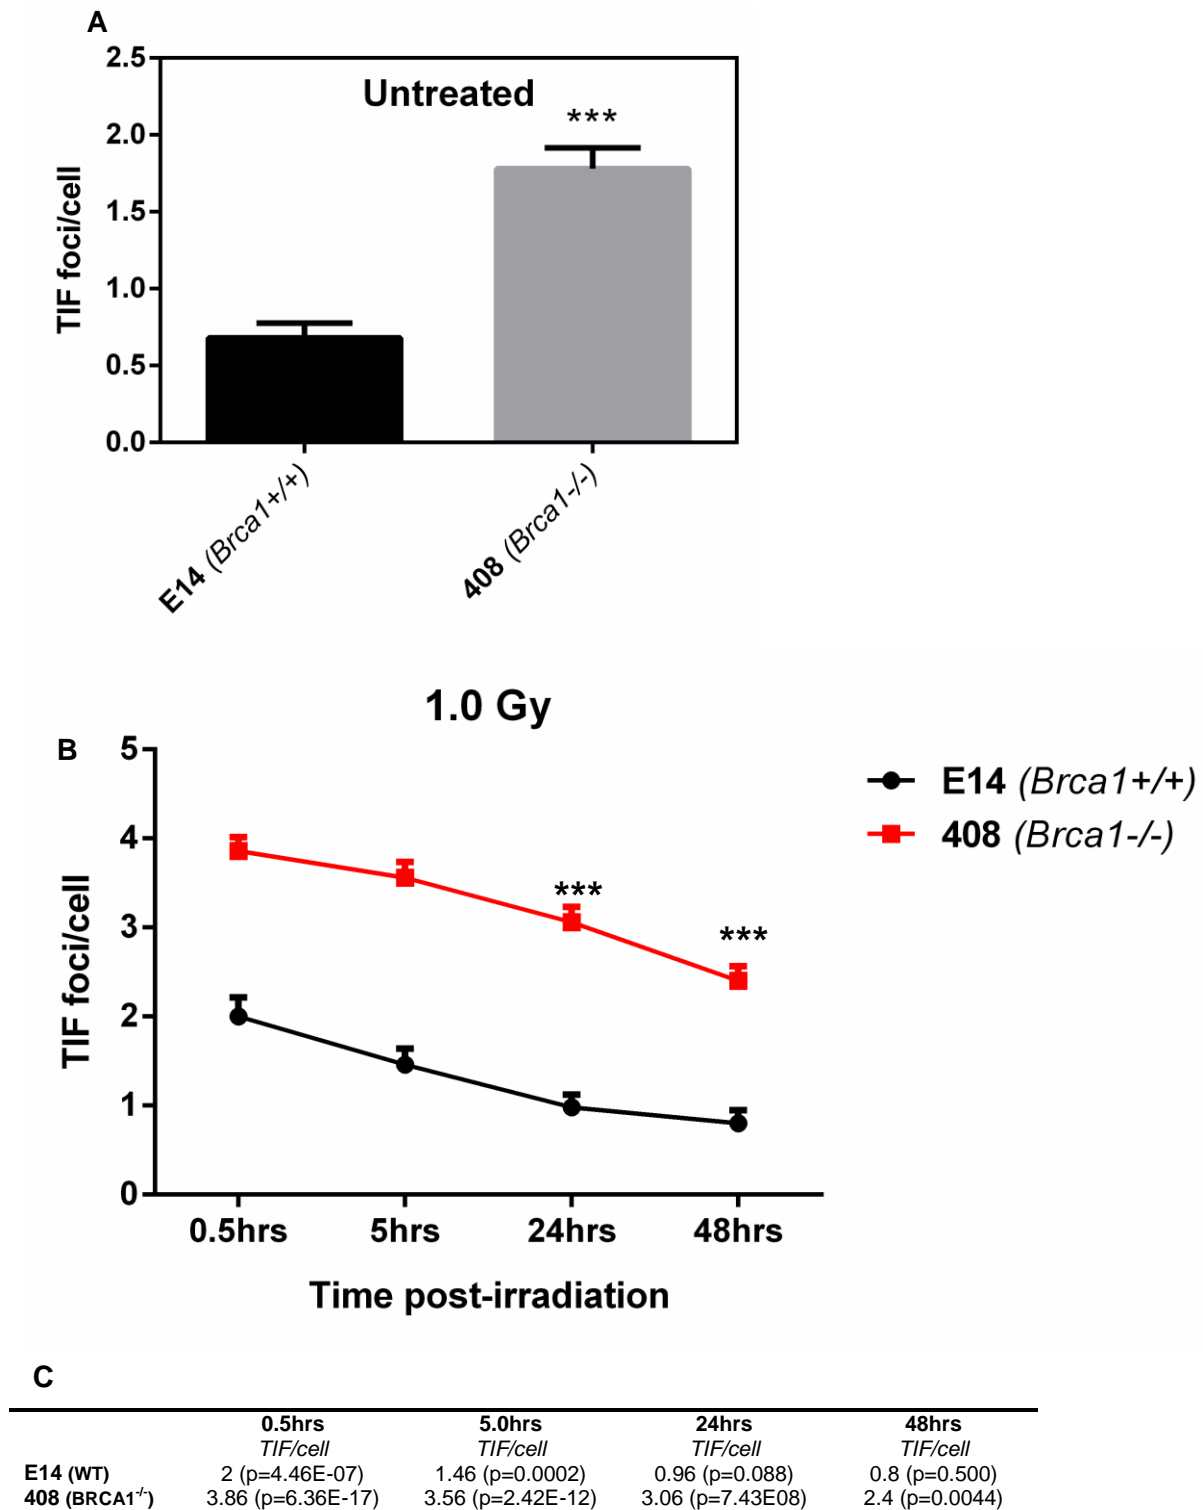 A
2.5
Untreated
***
2.0
1.5
1.0
0.5
0.0
TIF foci/cell
E14 (Brca1+/+)
408 (Brca1-/-)
1.0 Gy
B
5
4
3
2
1
0
TIF foci/cell
***
***
E14 (Brca1+/+)
408 (Brca1-/-)
0.5hrs 5hrs 24hrs 48hrs
Time post-irradiation
C
0.5hrs 5.0hrs 24hrs 48hrs
TIF/cell TIF/cell TIF/cell TIF/cell
E14 (WT) 2 (p=4.46E-07) 1.46 (p=0.0002) 0.96 (p=0.088) 0.8 (p=0.500)
408 (BRCA1-/-) 3.86 (p=6.36E-17) 3.56 (p=2.42E-12) 3.06 (p=7.43E08) 2.4 (p=0.0044)